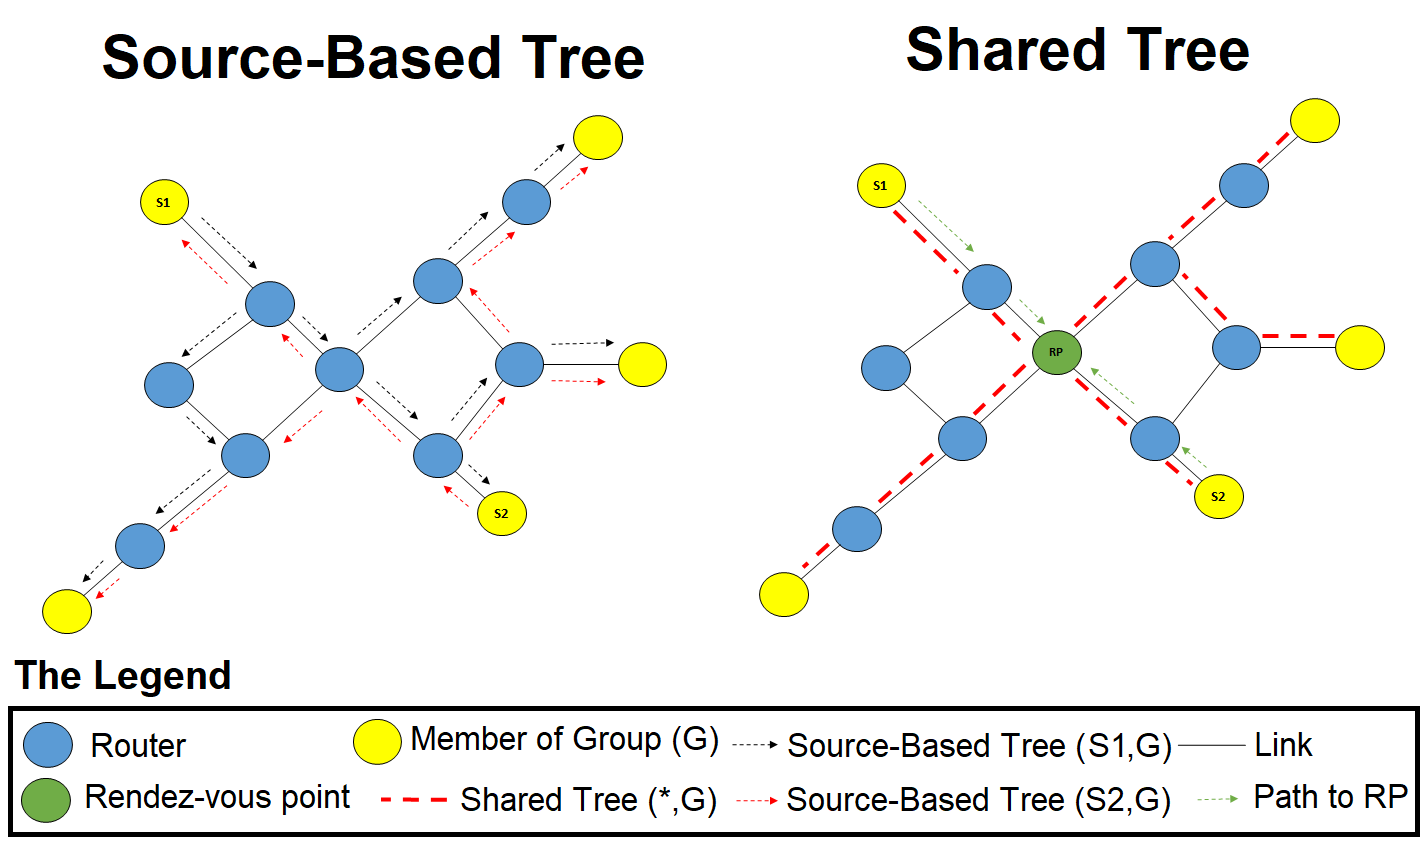 Source-Based Tree
Shared Tree
S1
S2
S1
RP
S2
The Legend
Router
Member of Group (G)
Source-Based Tree (S1,G)
Link
Rendez-vous point
Shared Tree (*,G)
Source-Based Tree (S2,G)
Path to RP